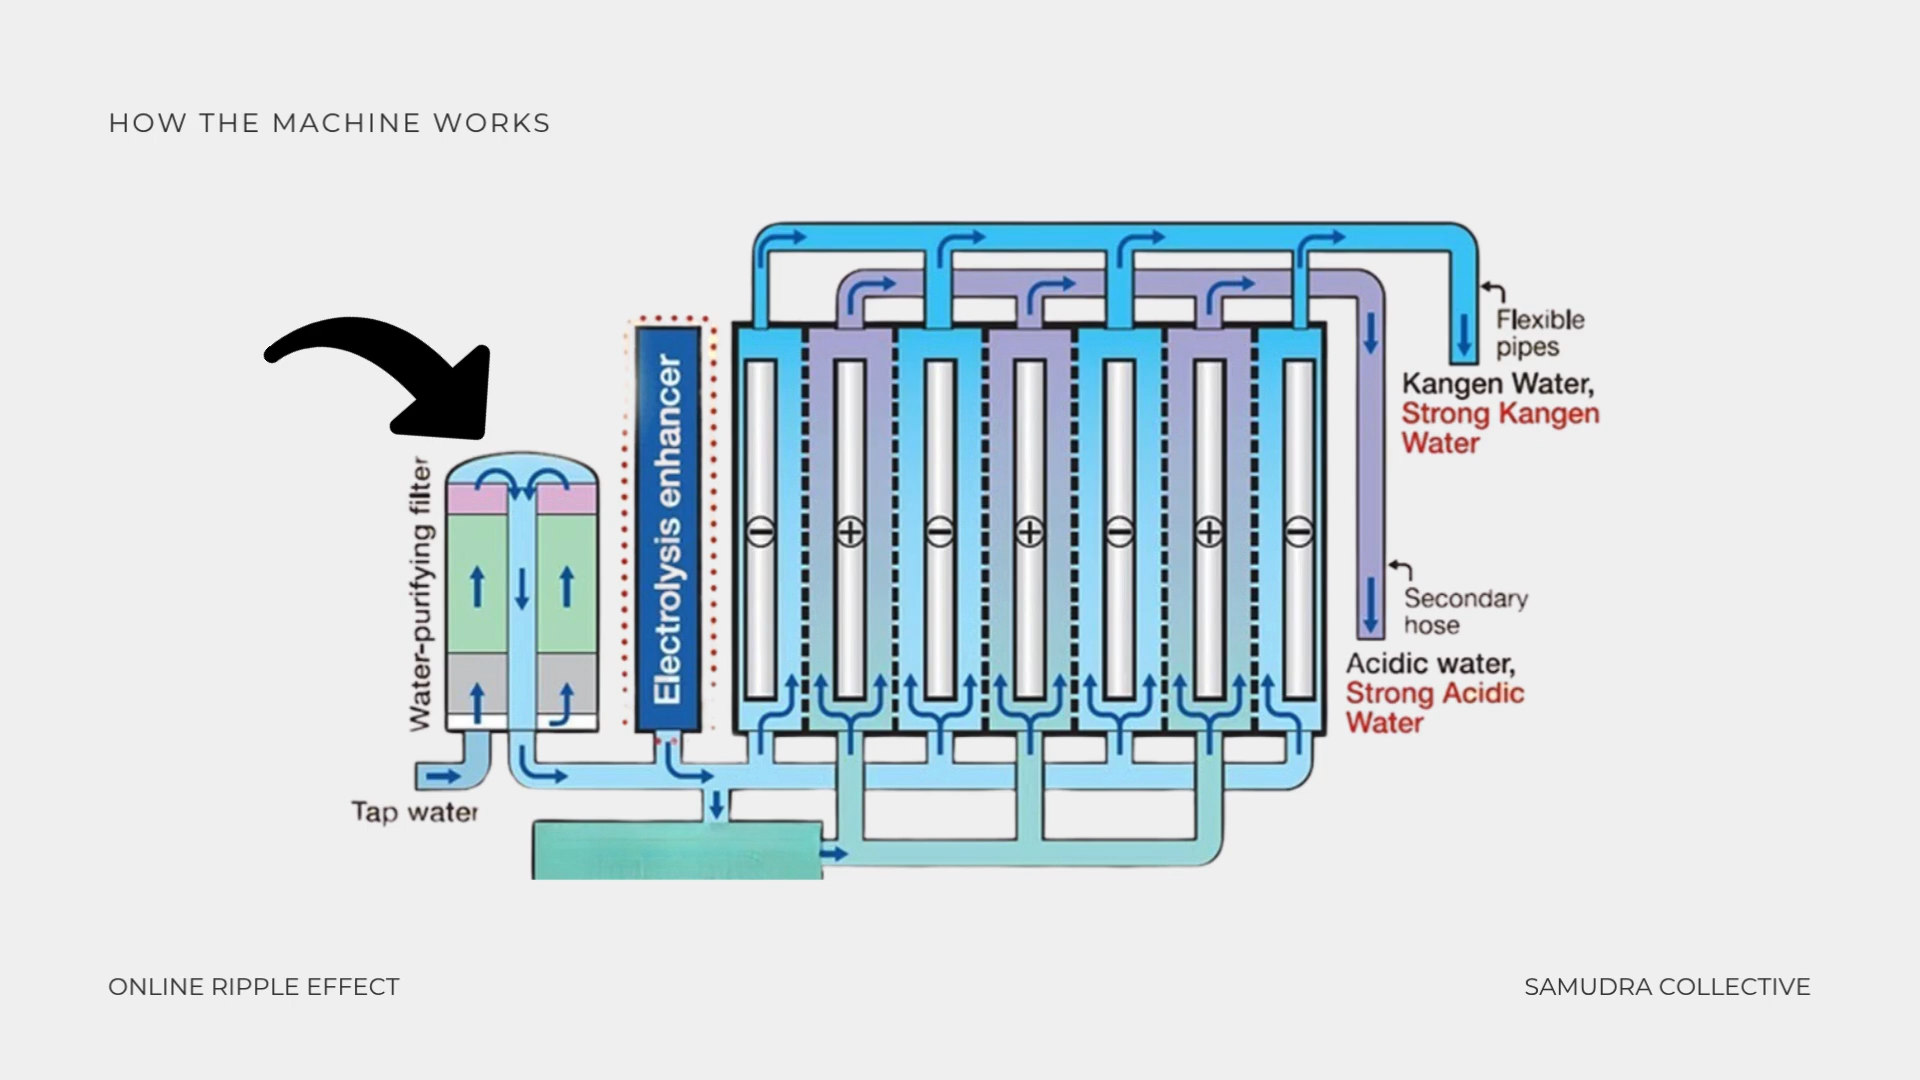 HOW THE MACHINE WORKS
Flexible
pipes
Kangen Water,
Strong Kangen
Water
Electrolysis enhancer
Water-purifying filter
Secondary
hose
Acidic water,
Strong Acidic
Water
Tap water
ONLINE RIPPLE EFFECT
SAMUDRA COLLECTIVE